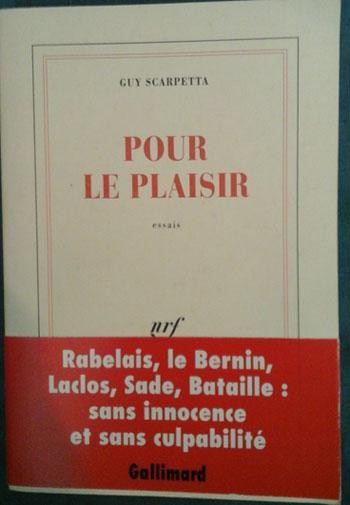 GUY SCARPETTA
POUR
LE PLAISIR
essais
nrf
Rabelais, le Bernin,
Laclos, Sade, Bataille :
sans innocence
et sans culpabilité
Gallimard